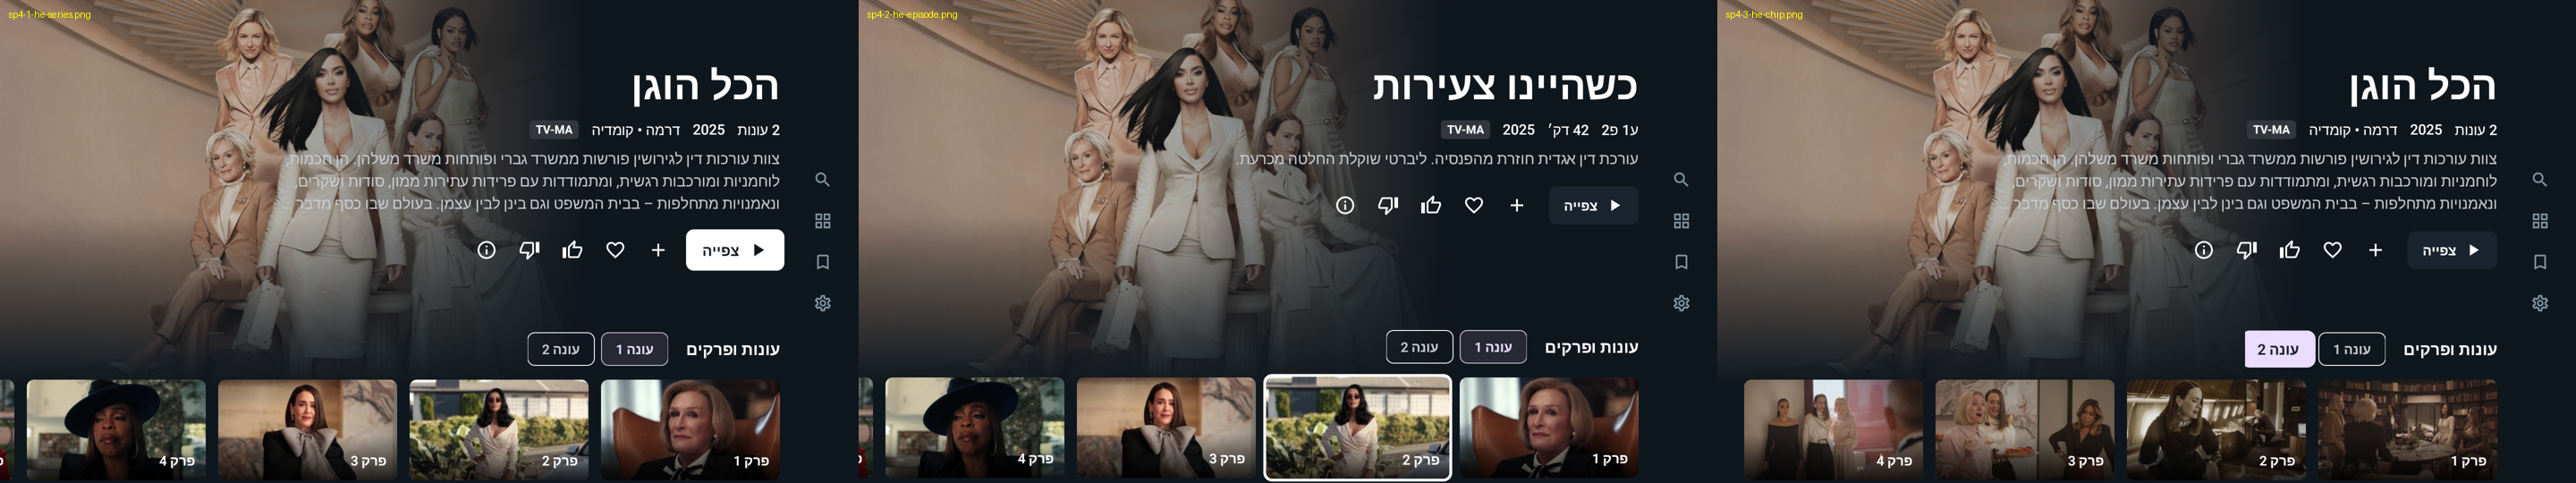 sp4-1-he-series.png
הכל הוגן
2 עונות 2025 דרמה • קומדיה TV-MA
צוות עורכות דין לגירושין פורשות ממשרד גברי ופותחות משרד משלהן. הן חכמות,
לוחמניות ומורכבות רגשית, ומתמודדות עם פרידות עתירות ממון, סודות ושקרים,
ונאמנויות מתחלפות – בבית המשפט וגם בינן לבין עצמן. בעולם שבו כסף מדבר ...
צפייה
עונות ופרקים עונה 1 עונה 2
פרק 1 פרק 2 פרק 3 פרק 4
sp4-2-he-episode.png
כשהיינו צעירות
ע1 פ2 42 דק׳ 2025 TV-MA
עורכת דין אגדית חוזרת מהפנסיה. ליברטי שוקלת החלטה מכרעת.
צפייה
עונות ופרקים עונה 1 עונה 2
פרק 1 פרק 2 פרק 3 פרק 4
sp4-3-he-chip.png
הכל הוגן
2 עונות 2025 דרמה • קומדיה TV-MA
צוות עורכות דין לגירושין פורשות ממשרד גברי ופותחות משרד משלהן. הן חכמות,
לוחמניות ומורכבות רגשית, ומתמודדות עם פרידות עתירות ממון, סודות ושקרים,
ונאמנויות מתחלפות – בבית המשפט וגם בינן לבין עצמן. בעולם שבו כסף מדבר ...
צפייה
עונות ופרקים עונה 1 עונה 2
פרק 1 פרק 2 פרק 3 פרק 4